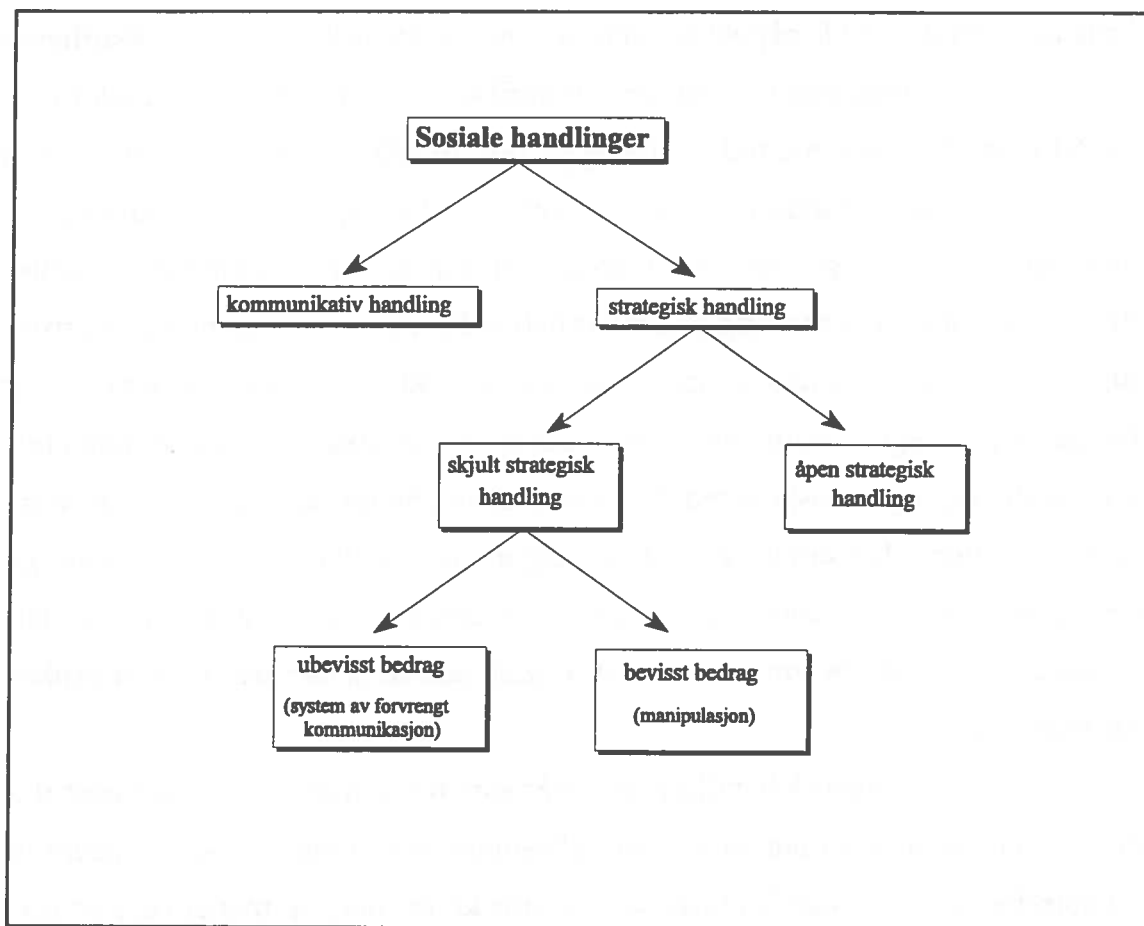 Sosiale handlinger
kommunikativ handling
strategisk handling
skjult strategisk
handling
åpen strategisk
handling
ubevisst bedrag
(system av forvrengt
kommunikasjon)
bevisst bedrag
(manipulasjon)